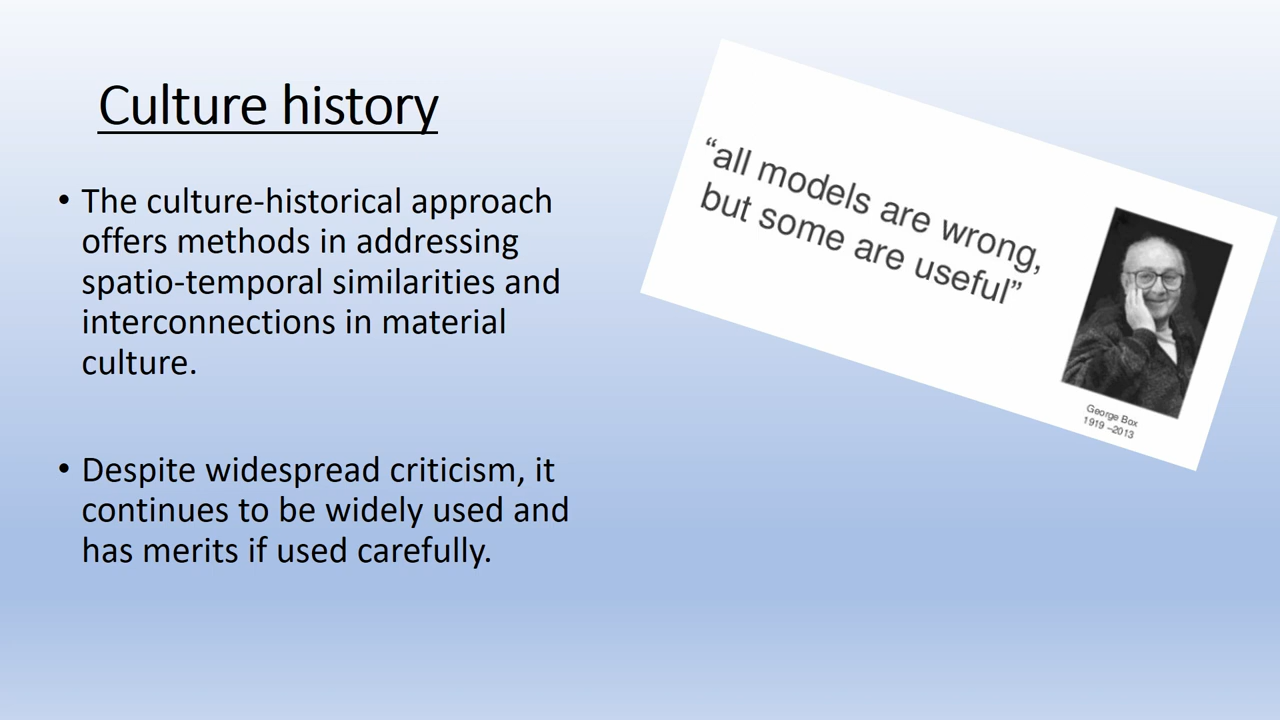 Culture history
• The culture-historical approach
offers methods in addressing
spatio-temporal similarities and
interconnections in material
culture.
• Despite widespread criticism, it
continues to be widely used and
has merits if used carefully.
“all models are wrong,
but some are useful”
George Box
1919 –2013